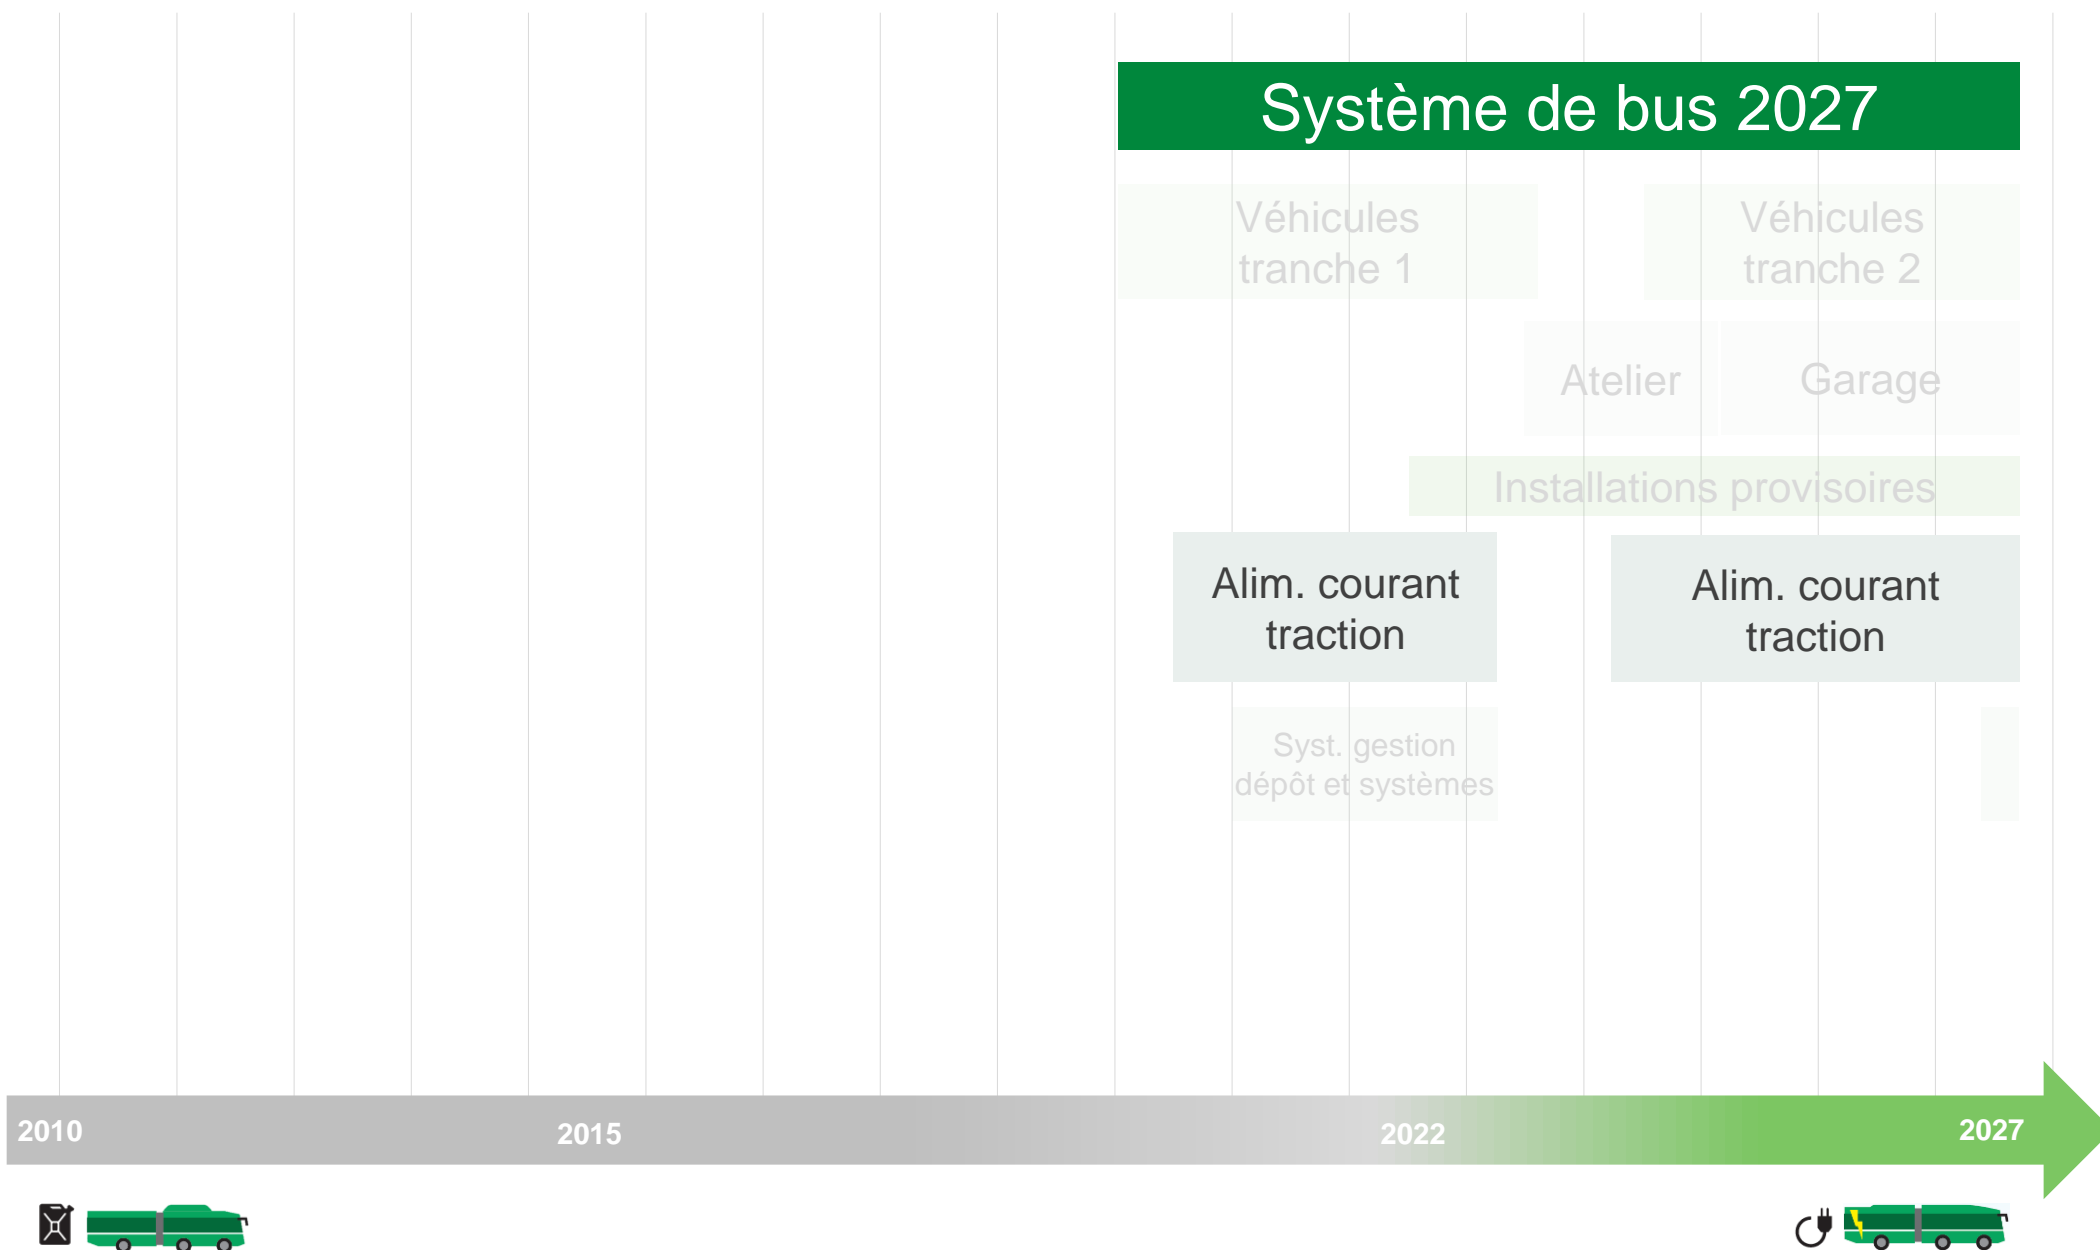 Système de bus 2027
Véhicules
tranche 1
Véhicules
tranche 2
Atelier
Garage
Installations provisoires
Alim. courant
traction
Alim. courant
traction
Syst. gestion
dépôt et systèmes
2010
2015
2022
2027